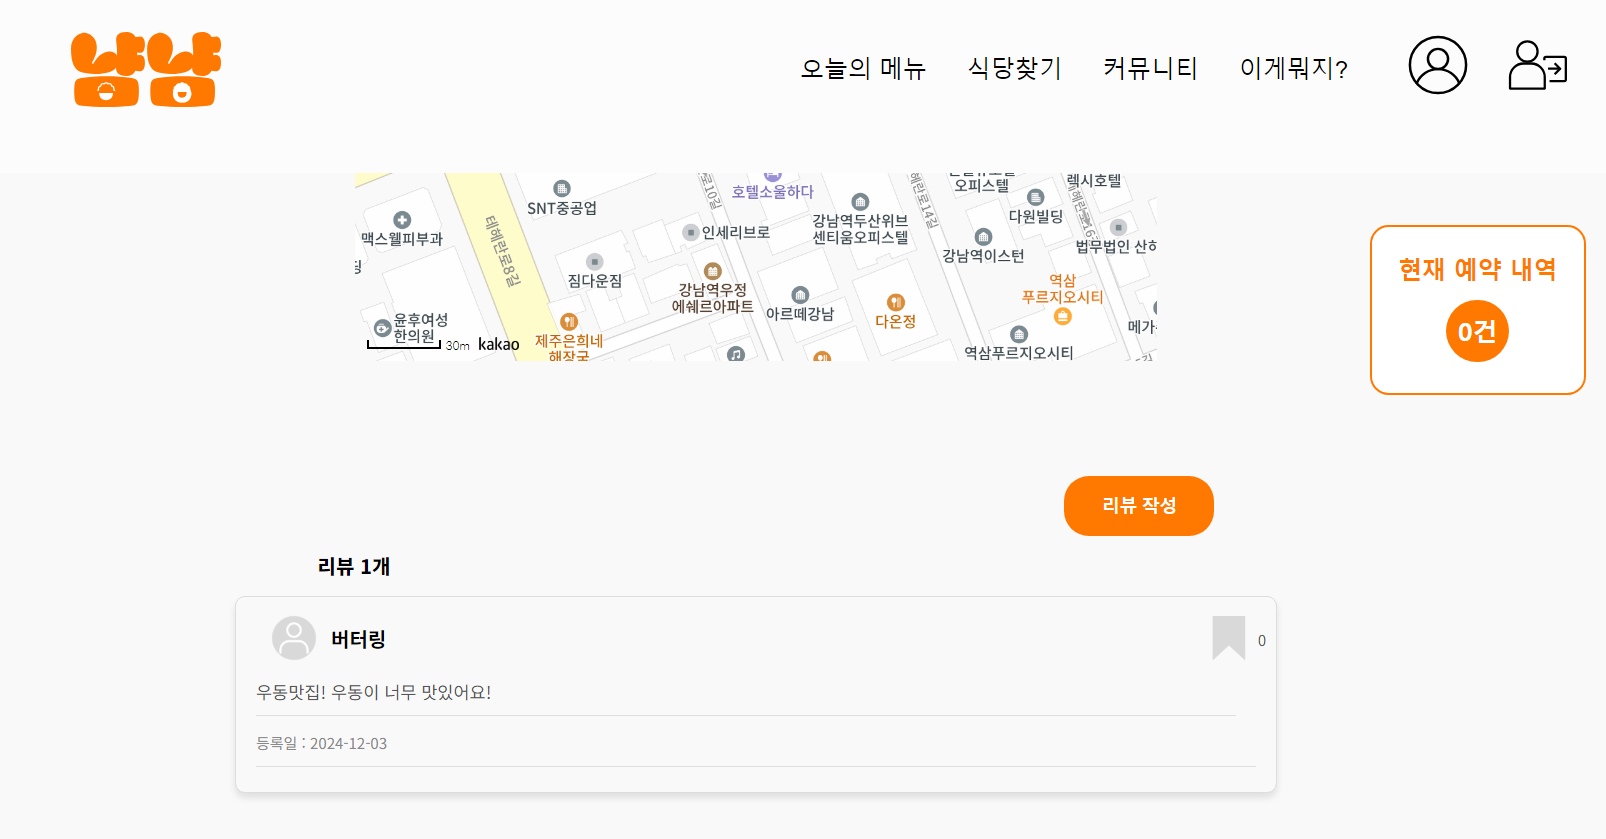 냠냠
오늘의 메뉴 식당찾기 커뮤니티 이게뭐지?
호텔소울하다
오피스텔
렉시호텔
SNT중공업
테헤란로8길
테헤란로14길
맥스웰피부과
인세리브로
강남역두산위브
센티움오피스텔
다원빌딩
강남역이스턴
법무법인 산하
짐다운짐
강남역우정
에쉐르아파트
아르떼강남
다온정
역삼
푸르지오시티
윤후여성
한의원
제주은희네
해장국
역삼푸르지오시티
30m kakao
현재 예약 내역
0건
리뷰 작성
리뷰 1개
버터링
0
우동맛집! 우동이 너무 맛있어요!
등록일 : 2024-12-03